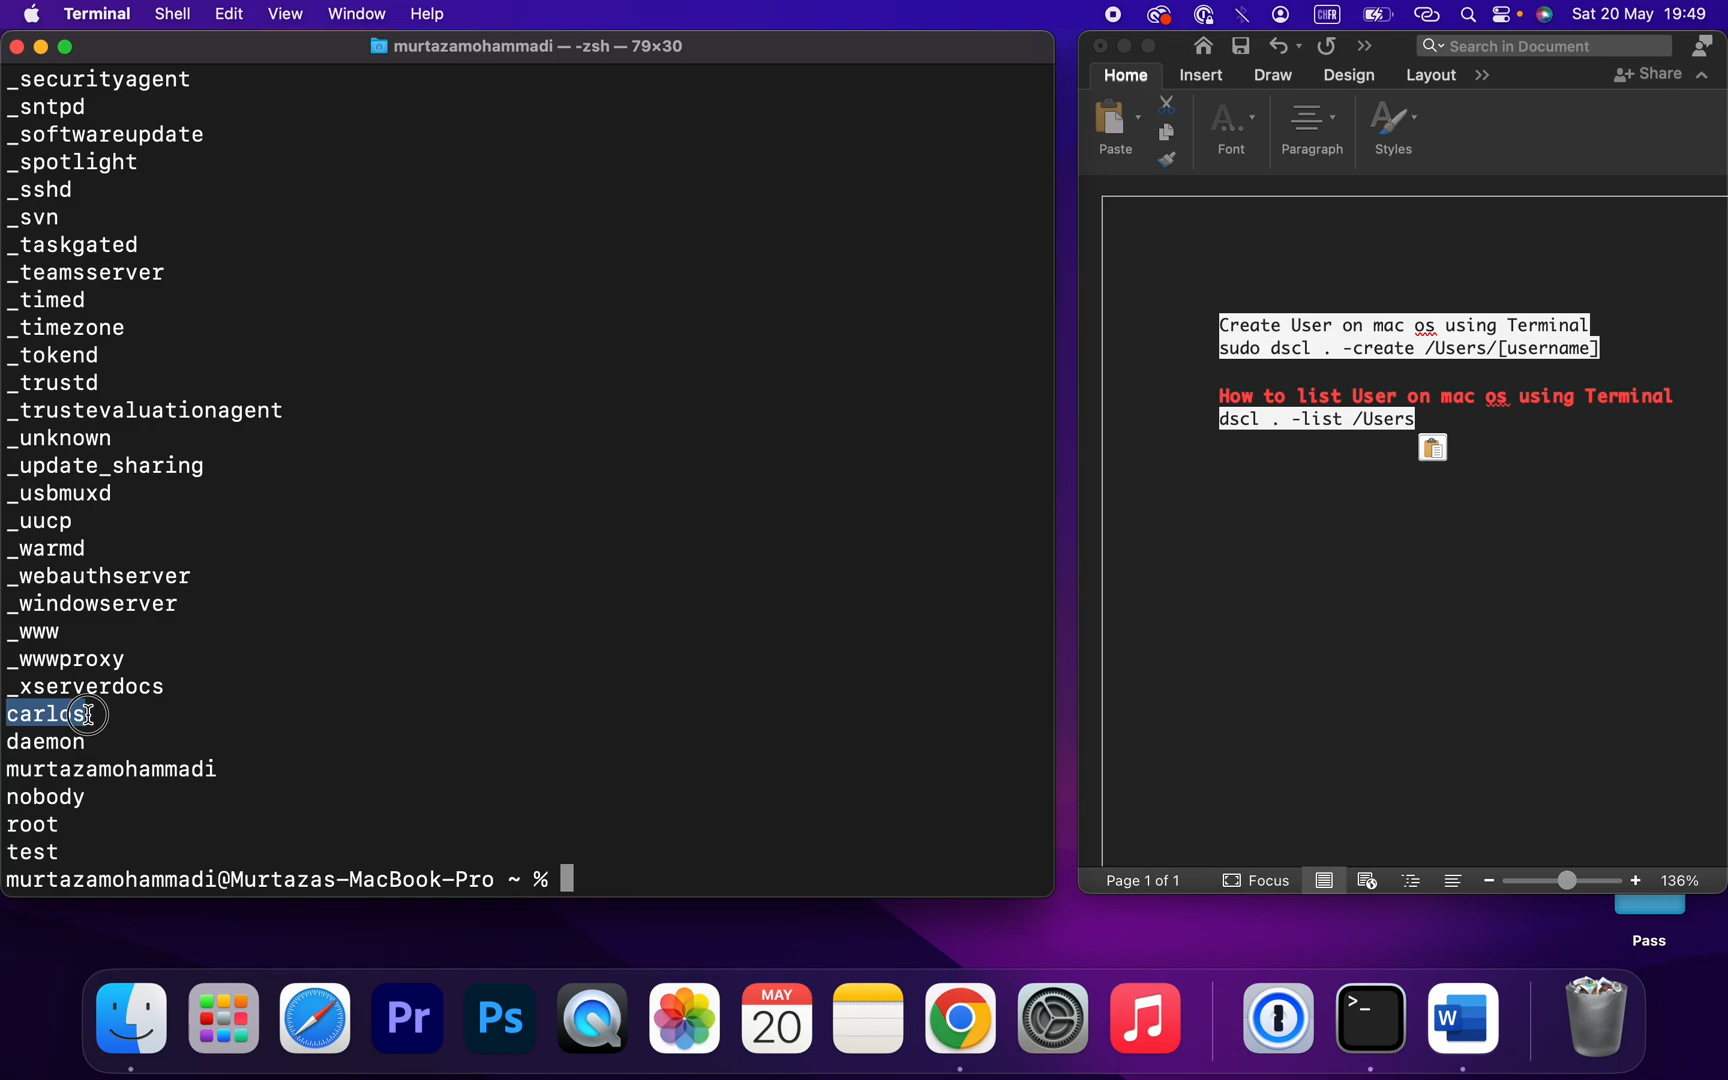 Terminal Shell Edit View Window Help
CHFR
Sat 20 May 19:49
murtazamohammadi — -zsh — 79×30
_securityagent
_sntpd
_softwareupdate
_spotlight
_sshd
_svn
_taskgated
_teamsserver
_timed
_timezone
_tokend
_trustd
_trustevaluationagent
_unknown
_update_sharing
_usbmuxd
_uucp
_warmd
_webauthserver
_windowserver
_www
_wwwproxy
_xserverdocs
carlos
daemon
murtazamohammadi
nobody
root
test
murtazamohammadi@Murtazas-MacBook-Pro ~ %
Search in Document
Home Insert Draw Design Layout >> Share
Paste Font Paragraph Styles
Create User on mac os using Terminal
sudo dscl . -create /Users/[username]
How to list User on mac os using Terminal
dscl . -list /Users
Page 1 of 1 Focus 136%
Pass
Pr
Ps
MAY
20
>_
W